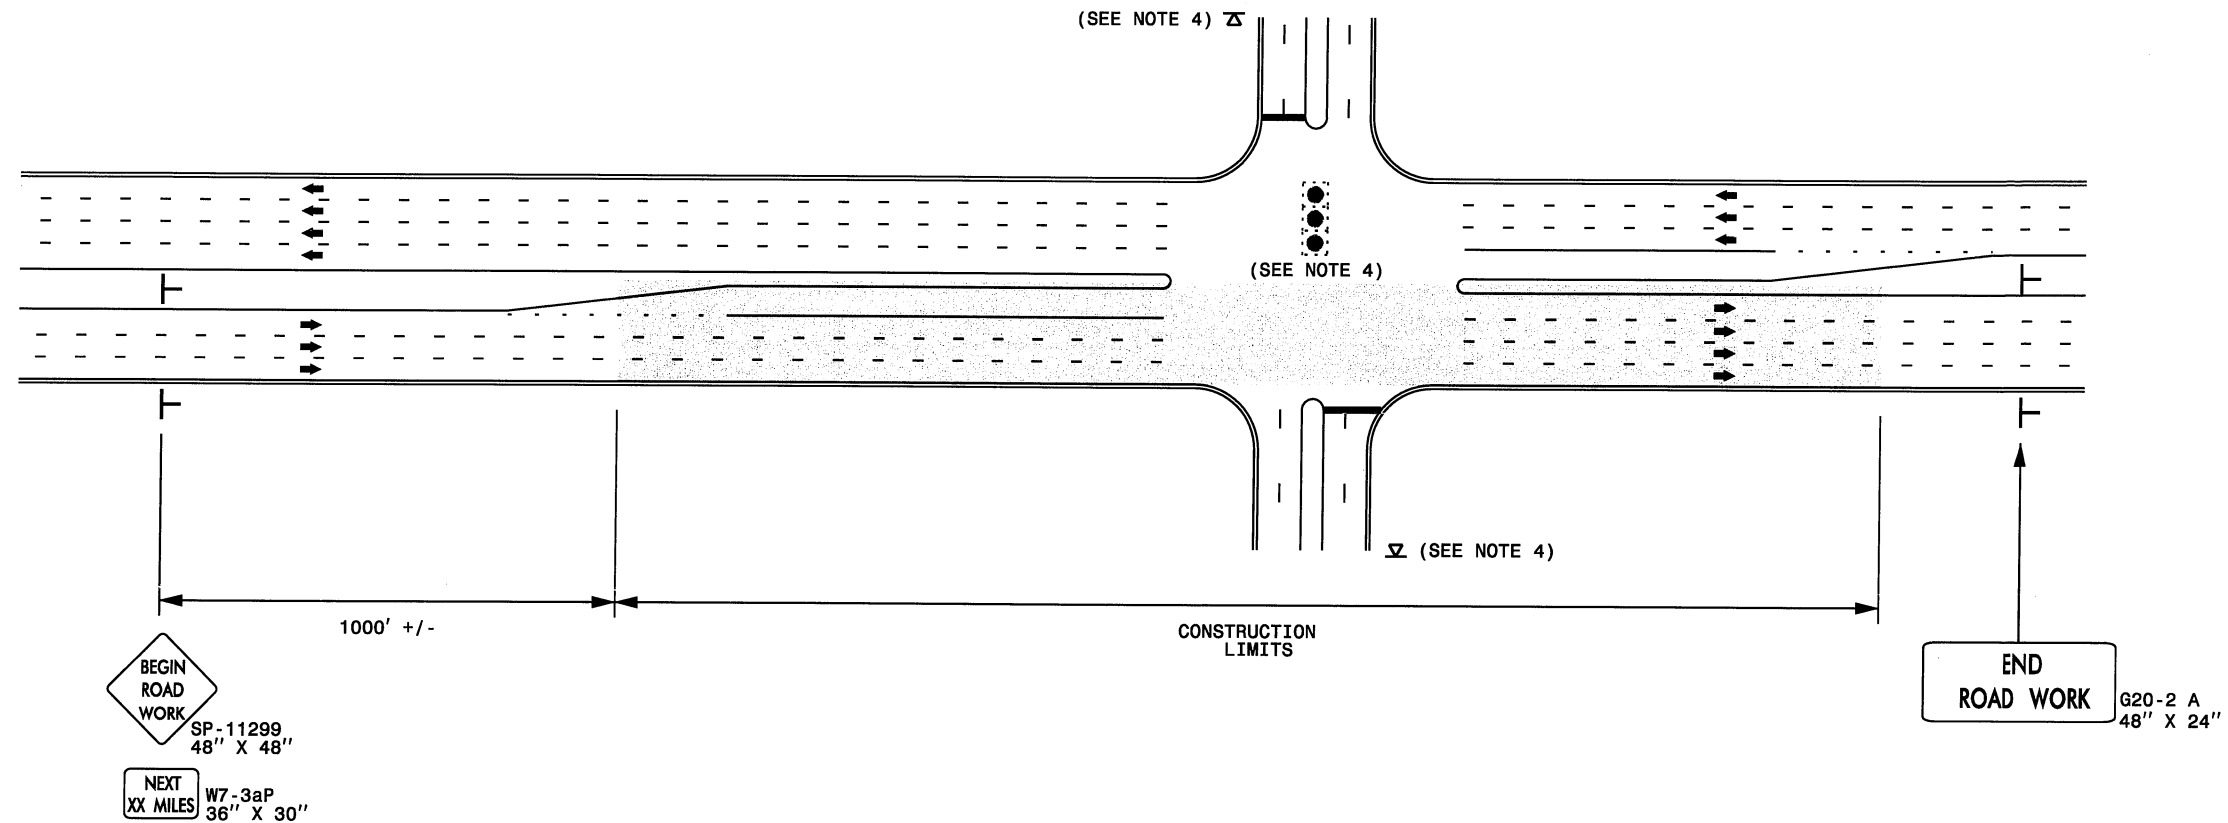 (SEE NOTE 4)
(SEE NOTE 4)
(SEE NOTE 4)
1000' +/-
CONSTRUCTION
LIMITS
BEGIN
ROAD
WORK
SP-11299
48" X 48"
NEXT
XX MILES
W7-3aP
36" X 30"
END
ROAD WORK
G20-2 A
48" X 24"